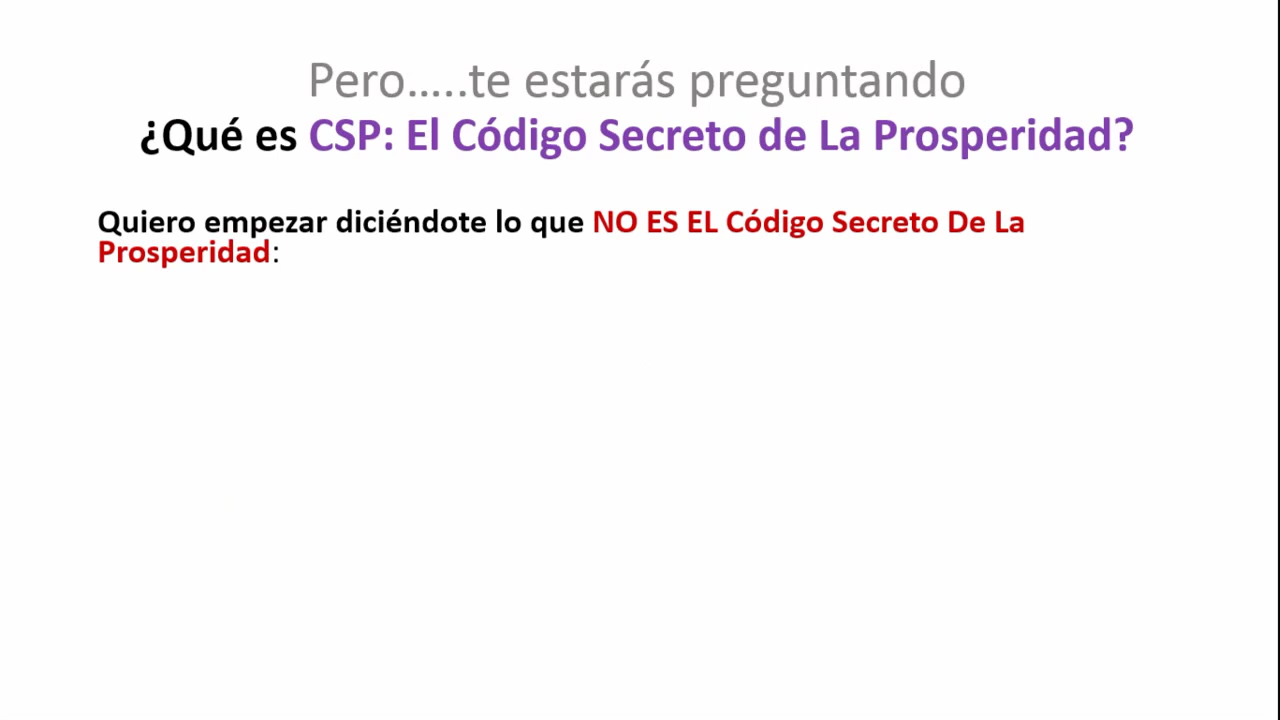 Pero.....te estarás preguntando
¿Qué es CSP: El Código Secreto de La Prosperidad?
Quiero empezar diciéndote lo que NO ES EL Código Secreto De La
Prosperidad: